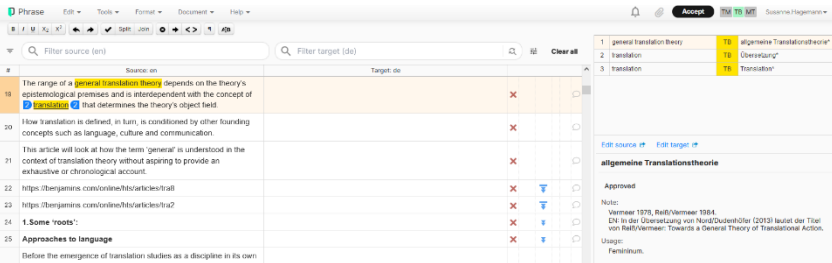 Phrase Edit Tools Format Document Help Accept TM TB MT Susanne.Hagemann
B I U X₂ X² Split Join
Filter source (en) Filter target (de) Clear all
# Source: en Target: de
19 The range of a general translation theory depends on the theory's
epistemological premises and is interdependent with the concept of
2 translation 2 that determines the theory's object field.
20 How translation is defined, in turn, is conditioned by other founding
concepts such as language, culture and communication.
21 This article will look at how the term 'general' is understood in the
context of translation theory without aspiring to provide an
exhaustive or chronological account.
22 https://benjamins.com/online/hts/articles/tra8
23 https://benjamins.com/online/hts/articles/tra2
24 1.Some 'roots':
25 Approaches to language
Before the emergence of translation studies as a discipline in its own
1 general translation theory TB allgemeine Translationstheorie*
2 translation TB Übersetzung*
3 translation TB Translation*
Edit source Edit target
allgemeine Translationstheorie
Approved
Note:
Vermeer 1978, Reiß/Vermeer 1984.
EN: In der Übersetzung von Nord/Dudenhöfer (2013) lautet der Titel
von Reiß/Vermeer: Towards a General Theory of Translational Action.
Usage:
Femininum.